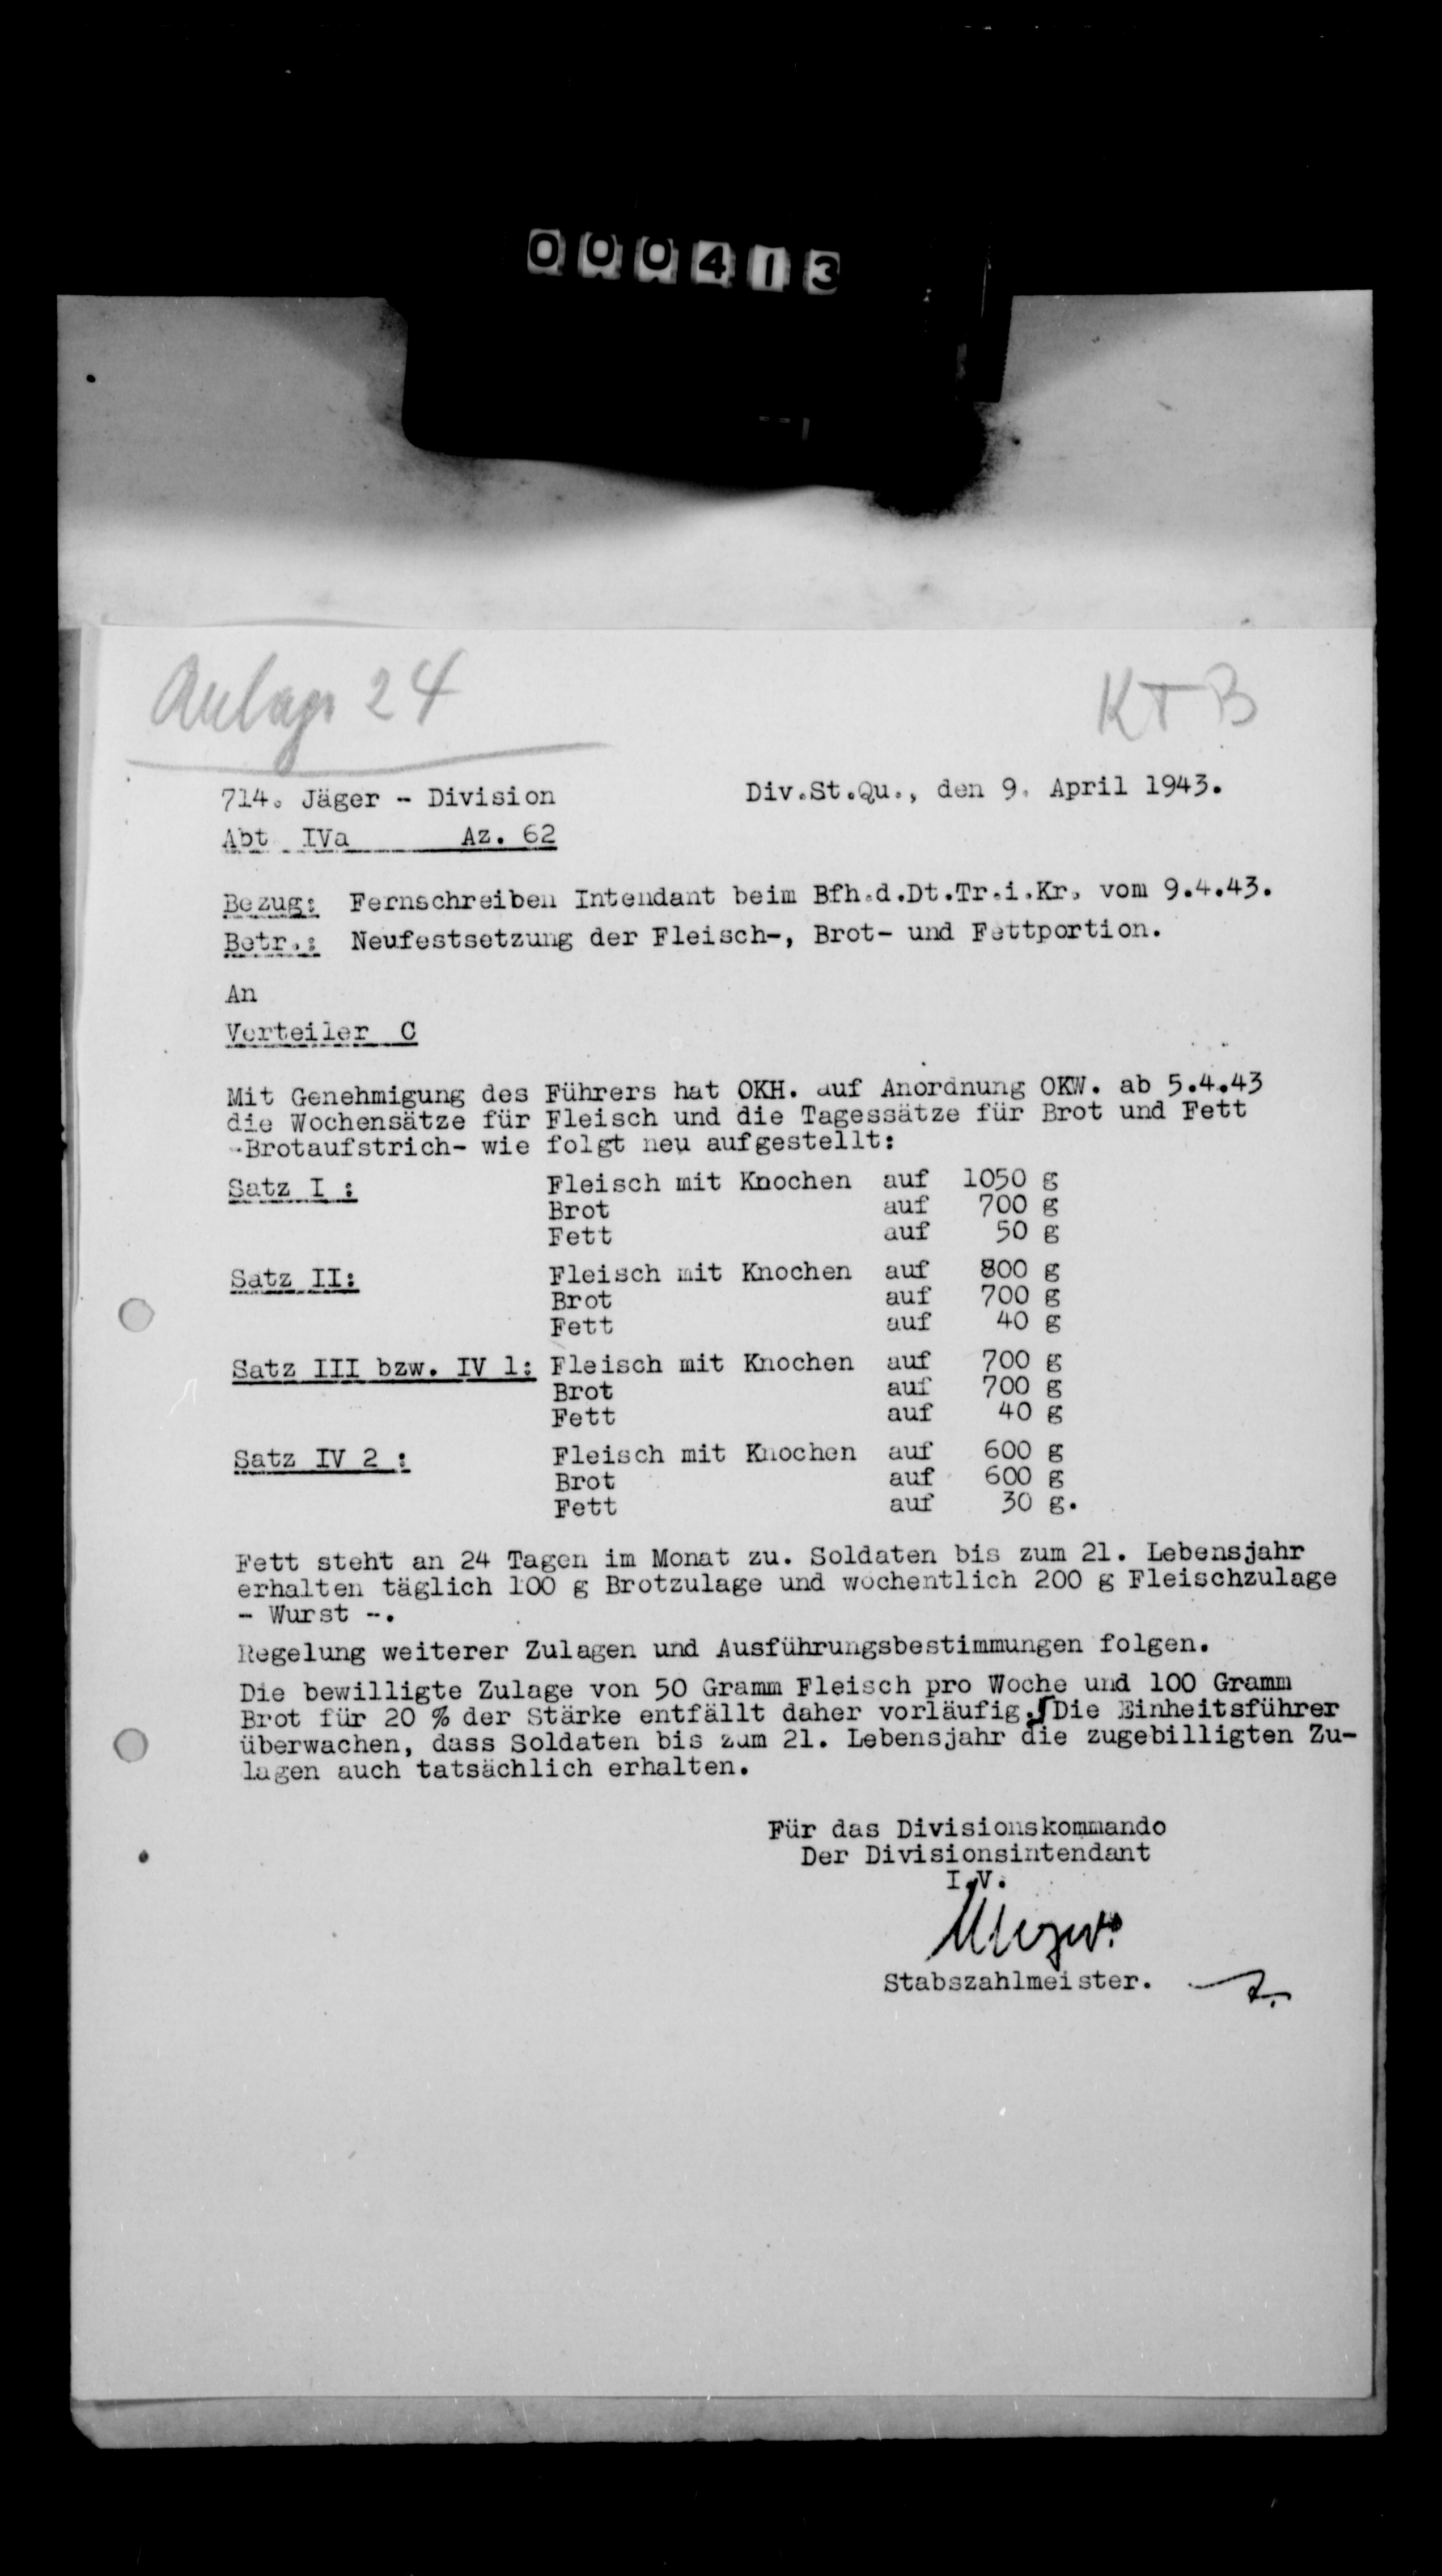 000413
Anlage 24
KTB
714. Jäger - Division Div.St.Qu., den 9. April 1943.
Abt IVa Az. 62
Bezug: Fernschreiben Intendant beim Bfh.d.Dt.Tr.i.Kr. vom 9.4.43.
Betr.: Neufestsetzung der Fleisch-, Brot- und Fettportion.
An
Verteiler C
Mit Genehmigung des Führers hat OKH. auf Anordnung OKW. ab 5.4.43
die Wochensätze für Fleisch und die Tagessätze für Brot und Fett
-Brotaufstrich- wie folgt neu aufgestellt:
Satz I : Fleisch mit Knochen auf 1050 g
Brot auf 700 g
Fett auf 50 g
Satz II: Fleisch mit Knochen auf 800 g
Brot auf 700 g
Fett auf 40 g
Satz III bzw. IV 1: Fleisch mit Knochen auf 700 g
Brot auf 700 g
Fett auf 40 g
Satz IV 2 : Fleisch mit Knochen auf 600 g
Brot auf 600 g
Fett auf 30 g.
Fett steht an 24 Tagen im Monat zu. Soldaten bis zum 21. Lebensjahr
erhalten täglich 100 g Brotzulage und wöchentlich 200 g Fleischzulage
- Wurst -.
Regelung weiterer Zulagen und Ausführungsbestimmungen folgen.
Die bewilligte Zulage von 50 Gramm Fleisch pro Woche und 100 Gramm
Brot für 20 % der Stärke entfällt daher vorläufig. Die Einheitsführer
überwachen, dass Soldaten bis zum 21. Lebensjahr die zugebilligten Zu-
lagen auch tatsächlich erhalten.
Für das Divisionskommando
Der Divisionsintendant
I.V.
Stabszahlmeister.